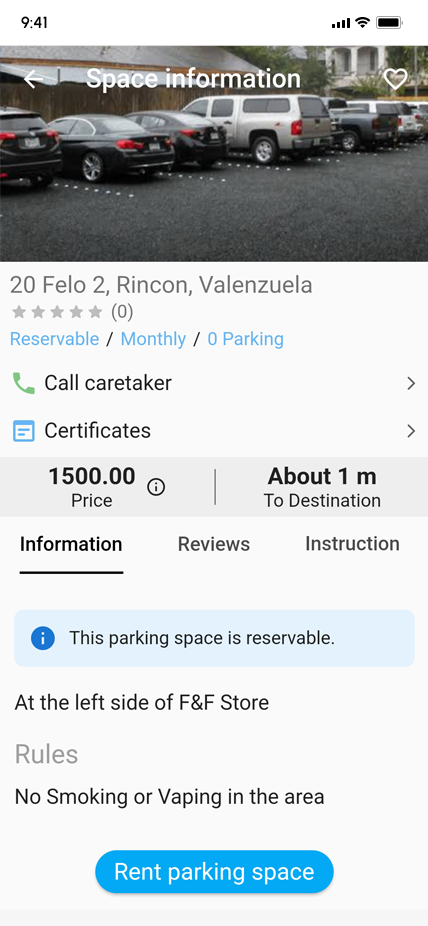 9:41
Space information
20 Felo 2, Rincon, Valenzuela
(0)
Reservable / Monthly / 0 Parking
Call caretaker
Certificates
1500.00 About 1 m
Price To Destination
Information Reviews Instruction
This parking space is reservable.
At the left side of F&F Store
Rules
No Smoking or Vaping in the area
Rent parking space